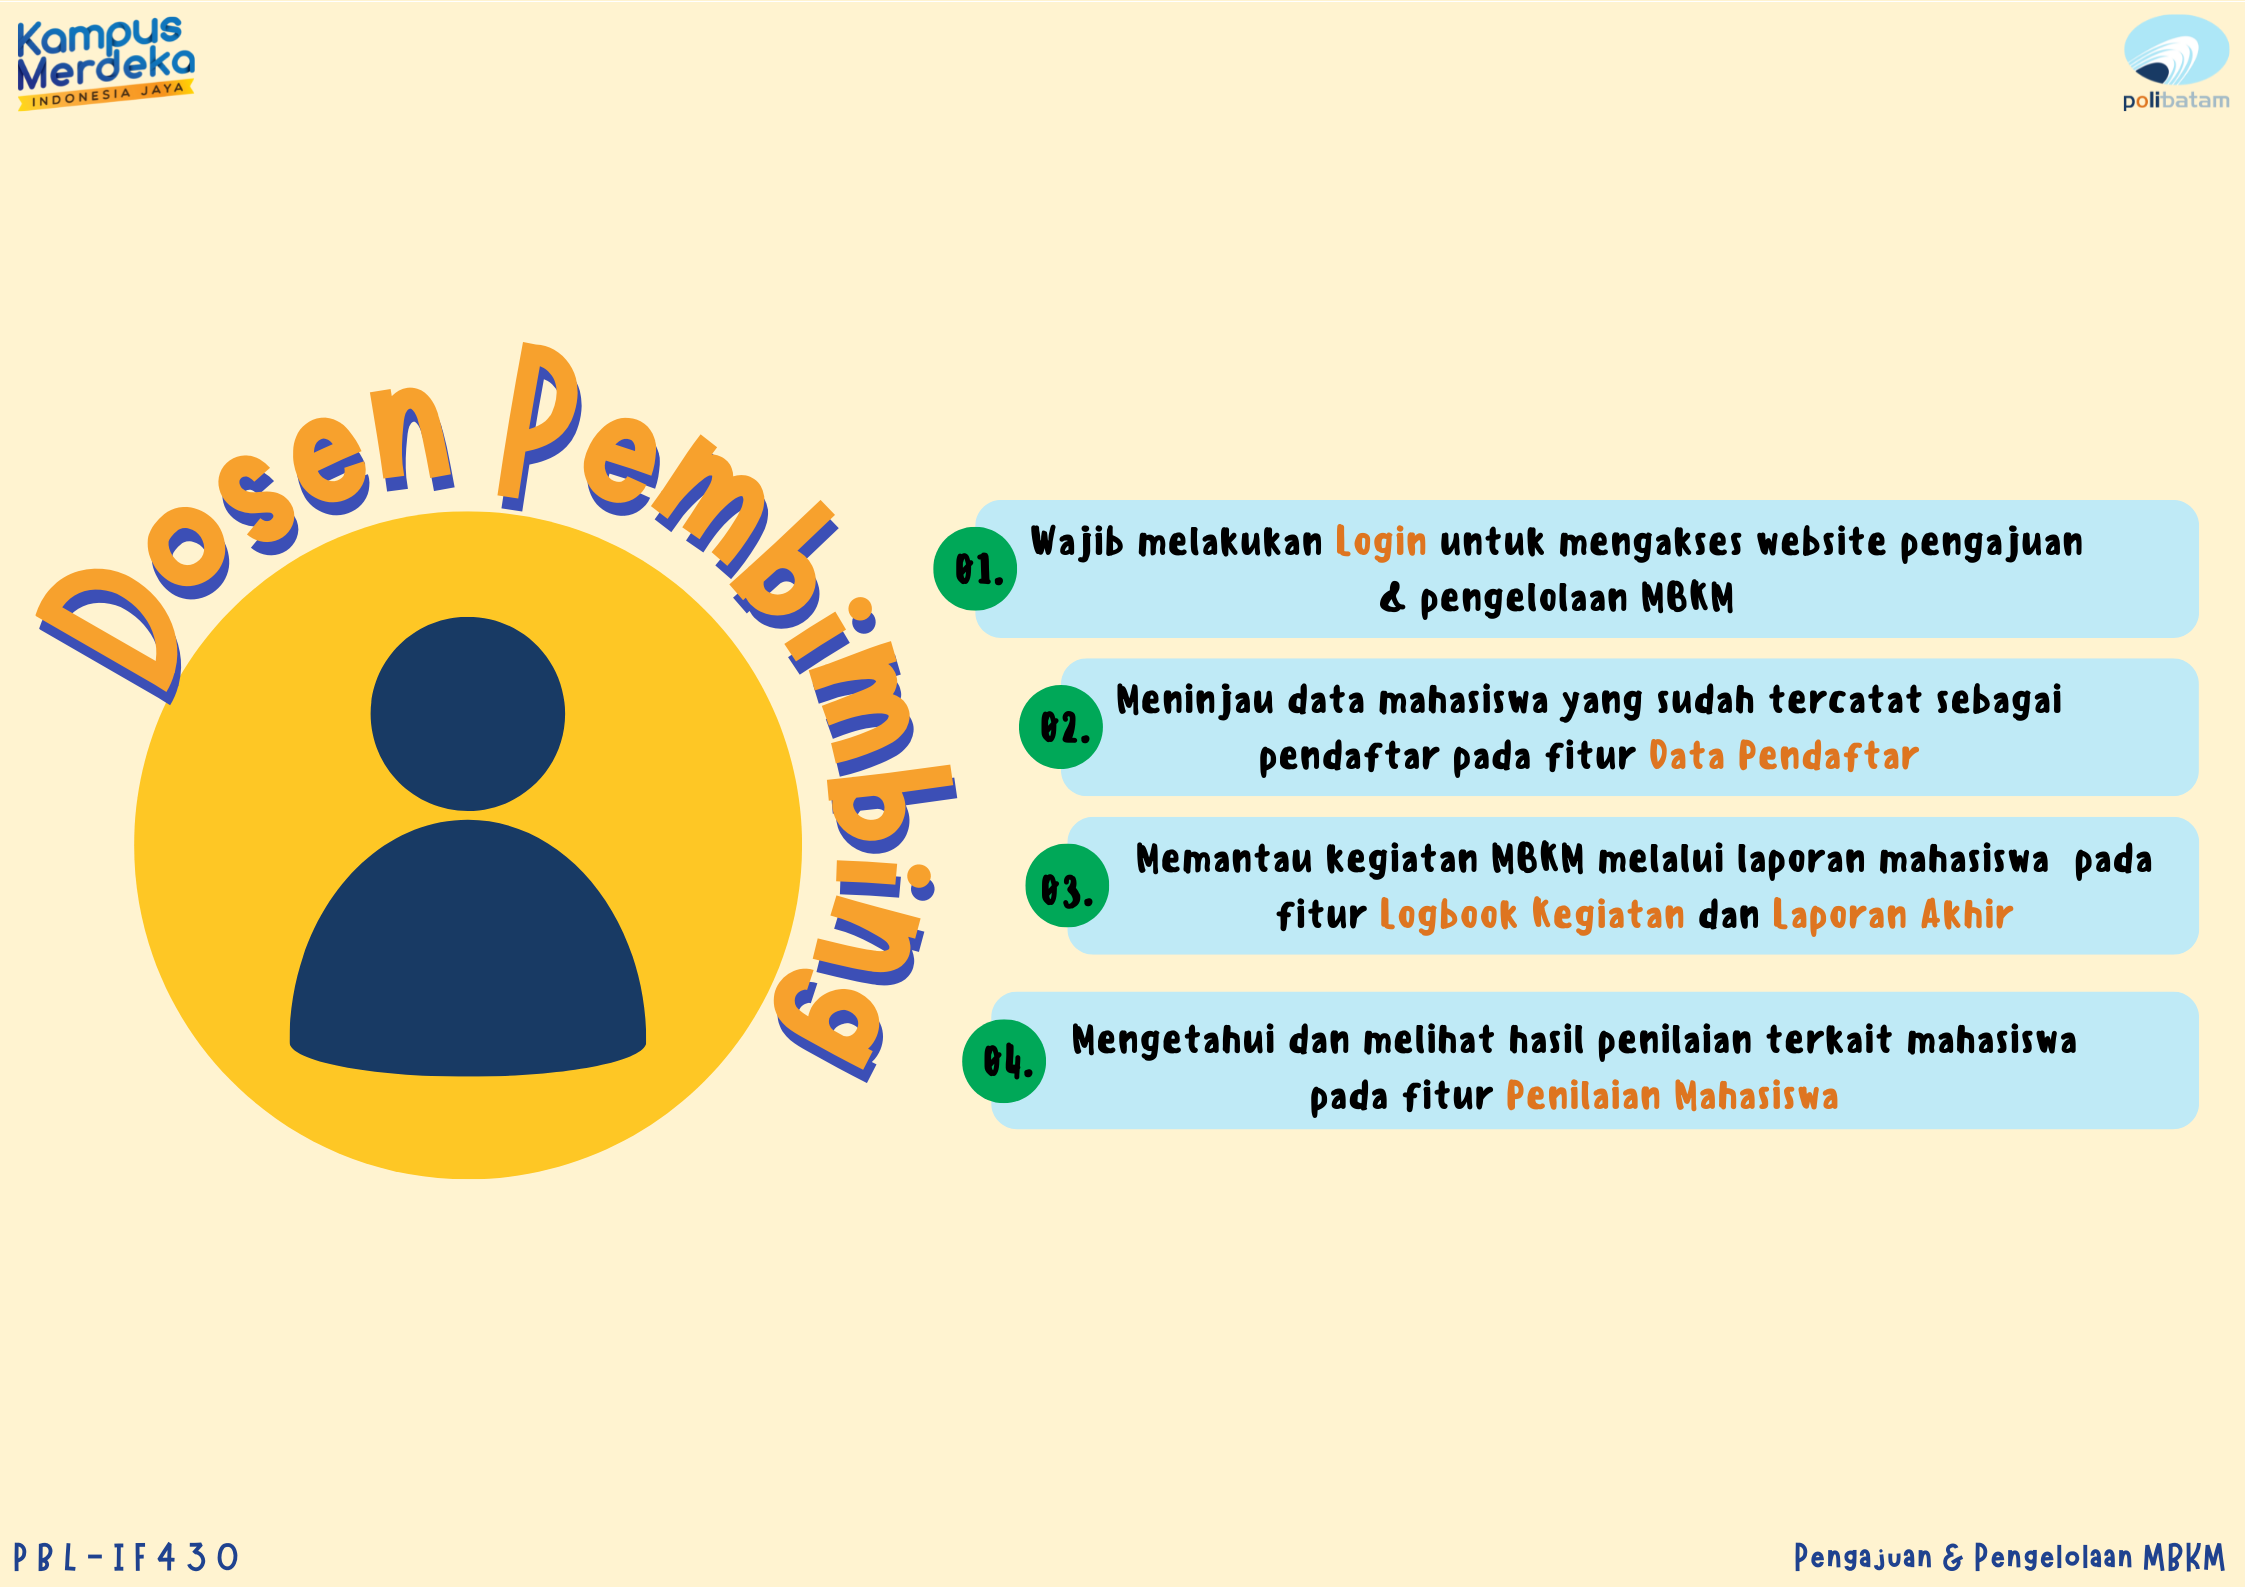 Kampus
Merdeka
INDONESIA JAYA
polibatam
Dosen Pembimbing
01.
Wajib melakukan Login untuk mengakses website pengajuan
& pengelolaan MBKM
02.
Meninjau data mahasiswa yang sudah tercatat sebagai
pendaftar pada fitur Data Pendaftar
03.
Memantau kegiatan MBKM melalui laporan mahasiswa pada
fitur Logbook Kegiatan dan Laporan Akhir
04.
Mengetahui dan melihat hasil penilaian terkait mahasiswa
pada fitur Penilaian Mahasiswa
PBL-IF430
Pengajuan & Pengelolaan MBKM